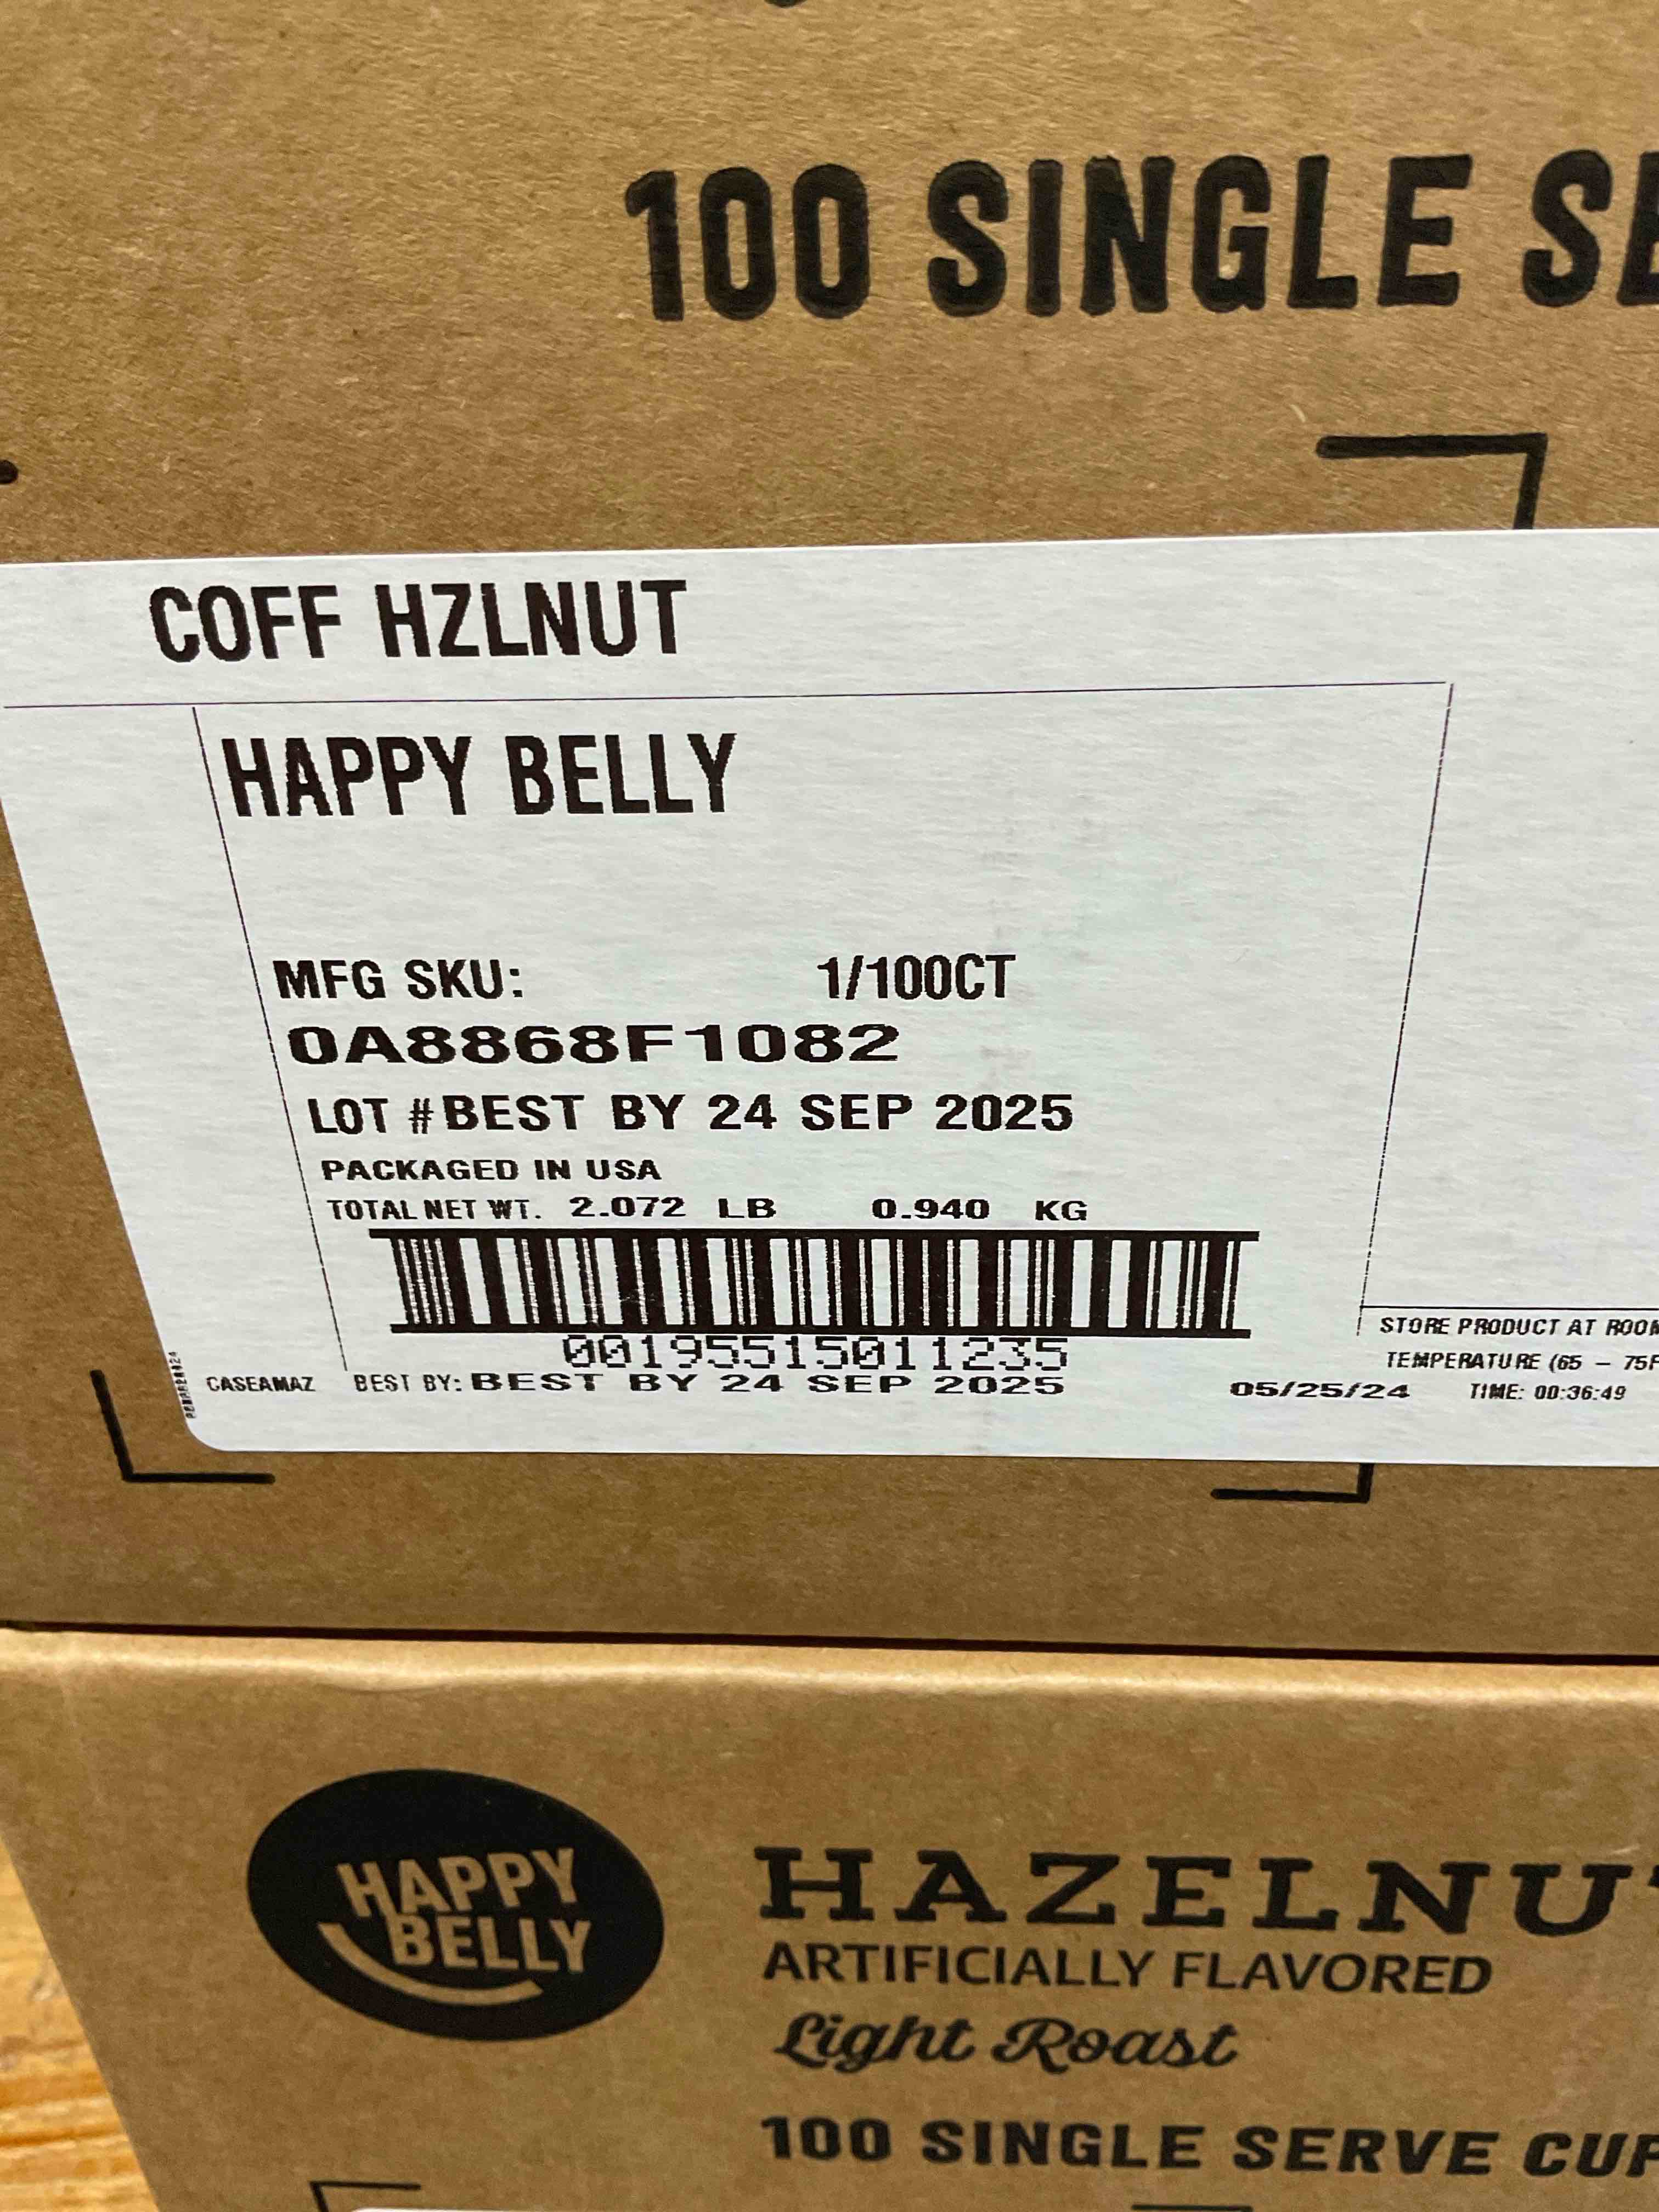 100 SINGLE SE
COFF HZLNUT
HAPPY BELLY
MFG SKU: 1/100CT
0A8868F1082
LOT #BEST BY 24 SEP 2025
PACKAGED IN USA
TOTAL NET WT. 2.072 LB 0.940 KG
00195515011235
STORE PRODUCT AT ROOM
TEMPERATURE (65 – 75F
CASEAMAZ BEST BY: BEST BY 24 SEP 2025 05/25/24 TIME: 00:36:49
HAPPY
BELLY
HAZELNUT
ARTIFICIALLY FLAVORED
Light Roast
100 SINGLE SERVE CUP